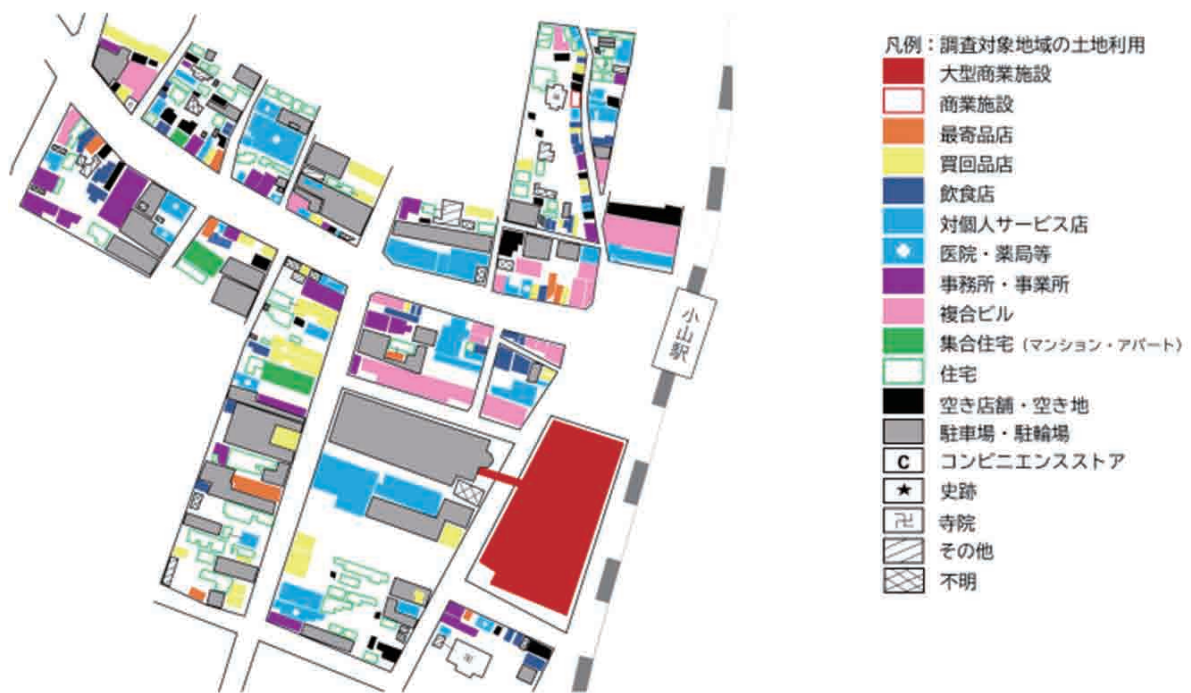 凡例：調査対象地域の土地利用
大型商業施設
商業施設
最寄品店
買回品店
飲食店
対個人サービス店
医院・薬局等
事務所・事業所
複合ビル
集合住宅（マンション・アパート）
住宅
空き店舗・空き地
駐車場・駐輪場
C コンビニエンスストア
★ 史跡
卍 寺院
その他
不明
小山駅